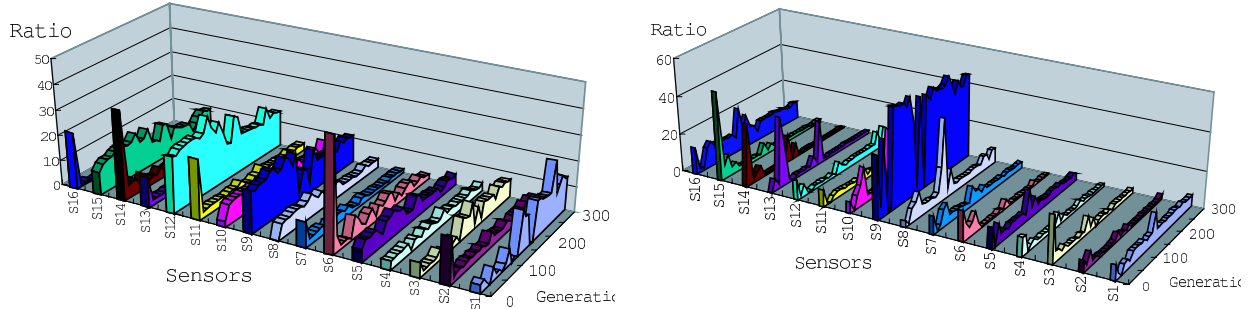 Ratio
50
40
30
20
10
0
S16
S15
S14
S13
S12
S11
S10
S9
S8
S7
S6
S5
S4
S3
S2
S1
Sensors
0
100
200
300
Generatio
Ratio
60
40
20
0
S16
S15
S14
S13
S12
S11
S10
S9
S8
S7
S6
S5
S4
S3
S2
S1
Sensors
0
100
200
300
Generatio